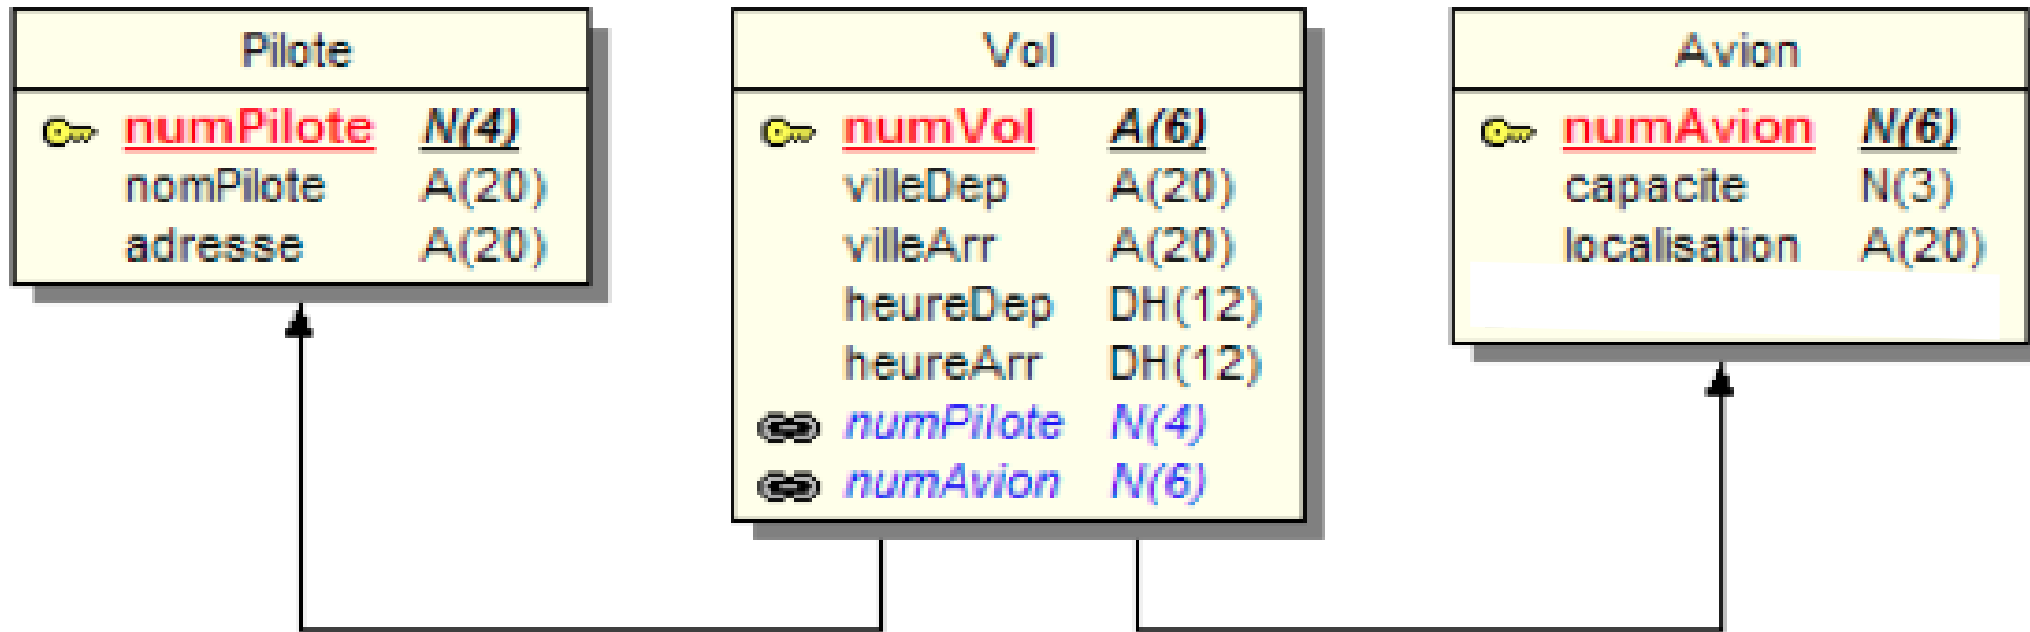 Pilote
numPilote N(4)
nomPilote A(20)
adresse A(20)
Vol
numVol A(6)
villeDep A(20)
villeArr A(20)
heureDep DH(12)
heureArr DH(12)
numPilote N(4)
numAvion N(6)
Avion
numAvion N(6)
capacite N(3)
localisation A(20)